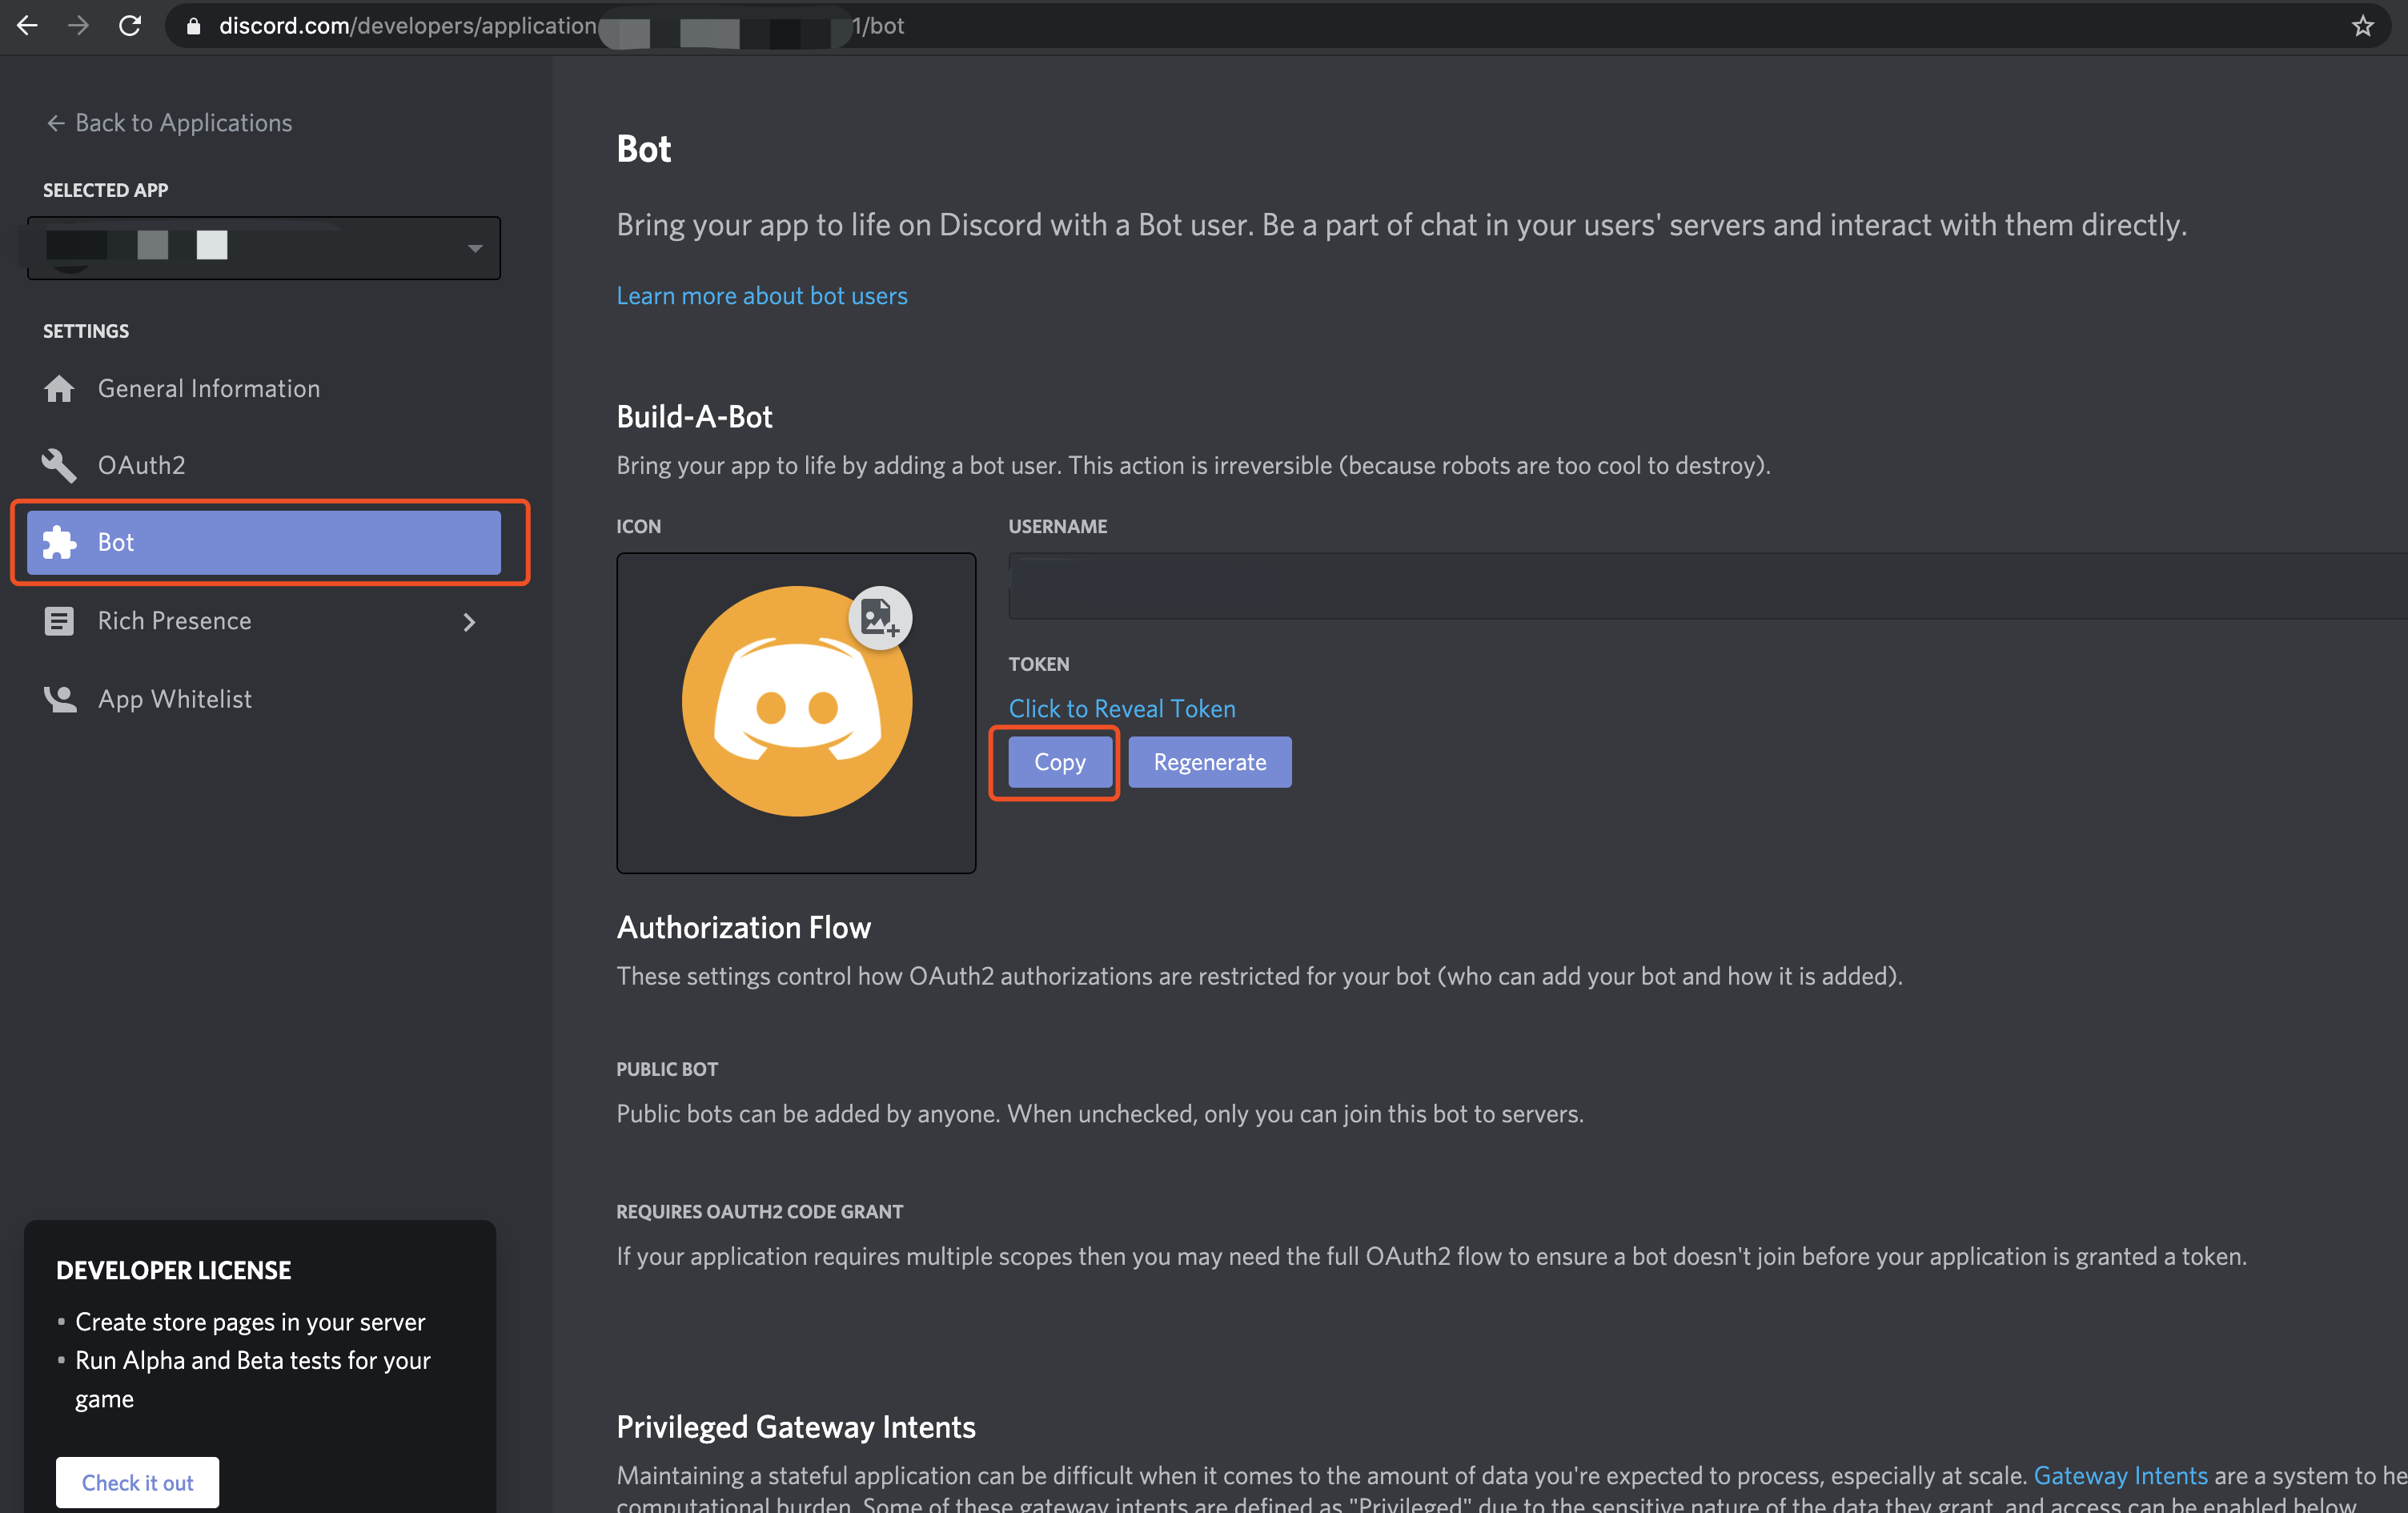 discord.com/developers/application 1/bot
Back to Applications
SELECTED APP
SETTINGS
General Information
OAuth2
Bot
Rich Presence
App Whitelist
DEVELOPER LICENSE
• Create store pages in your server
• Run Alpha and Beta tests for your
game
Check it out
Bot
Bring your app to life on Discord with a Bot user. Be a part of chat in your users' servers and interact with them directly.
Learn more about bot users
Build-A-Bot
Bring your app to life by adding a bot user. This action is irreversible (because robots are too cool to destroy).
ICON
USERNAME
TOKEN
Click to Reveal Token
Copy
Regenerate
Authorization Flow
These settings control how OAuth2 authorizations are restricted for your bot (who can add your bot and how it is added).
PUBLIC BOT
Public bots can be added by anyone. When unchecked, only you can join this bot to servers.
REQUIRES OAUTH2 CODE GRANT
If your application requires multiple scopes then you may need the full OAuth2 flow to ensure a bot doesn't join before your application is granted a token.
Privileged Gateway Intents
Maintaining a stateful application can be difficult when it comes to the amount of data you're expected to process, especially at scale. Gateway Intents are a system to he
computational burden. Some of these gateway intents are defined as "Privileged" due to the sensitive nature of the data they grant, and access can be enabled below.